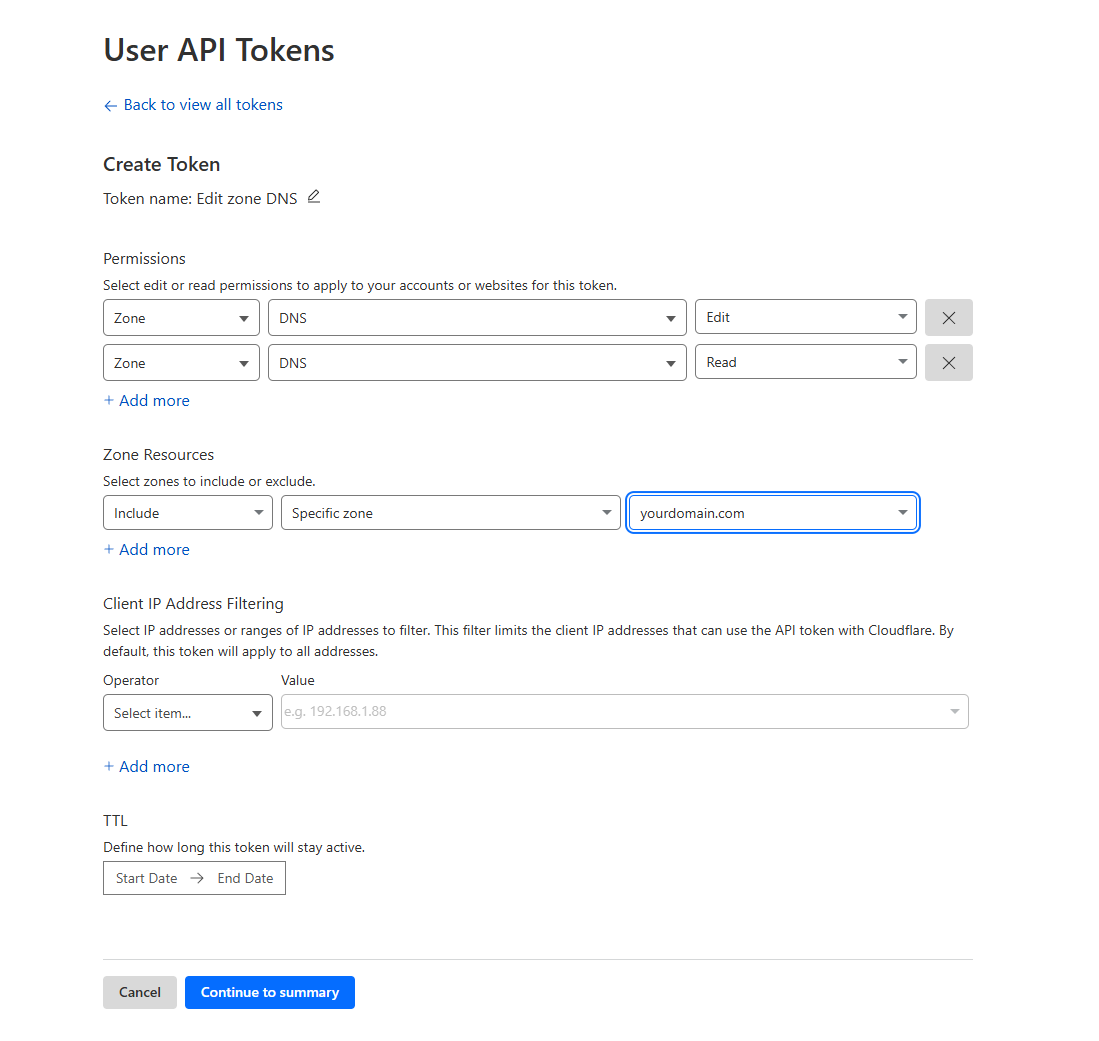 User API Tokens
← Back to view all tokens
Create Token
Token name: Edit zone DNS
Permissions
Select edit or read permissions to apply to your accounts or websites for this token.
Zone DNS Edit
Zone DNS Read
+ Add more
Zone Resources
Select zones to include or exclude.
Include Specific zone yourdomain.com
+ Add more
Client IP Address Filtering
Select IP addresses or ranges of IP addresses to filter. This filter limits the client IP addresses that can use the API token with Cloudflare. By
default, this token will apply to all addresses.
Operator Value
Select item... e.g. 192.168.1.88
+ Add more
TTL
Define how long this token will stay active.
Start Date → End Date
Cancel Continue to summary